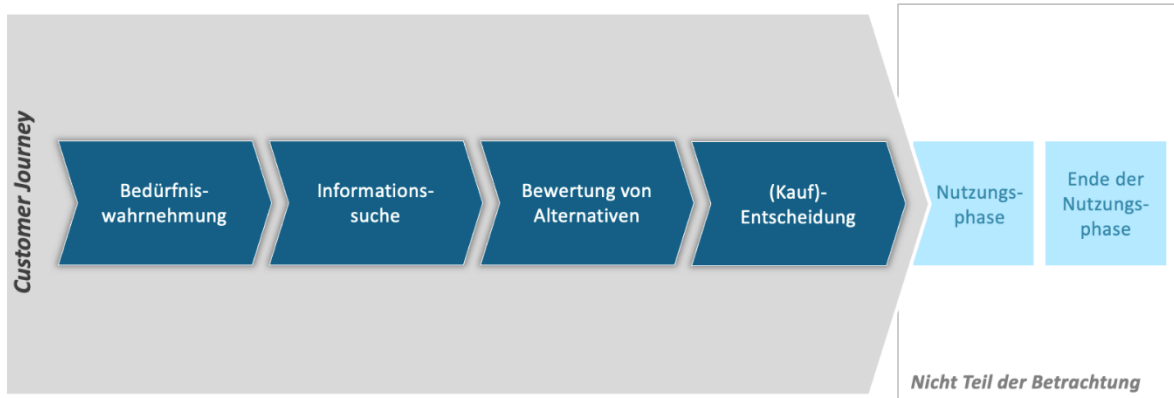 Customer Journey
Bedürfnis-
wahrnehmung
Informations-
suche
Bewertung von
Alternativen
(Kauf)-
Entscheidung
Nutzungs-
phase
Ende der
Nutzungs-
phase
Nicht Teil der Betrachtung